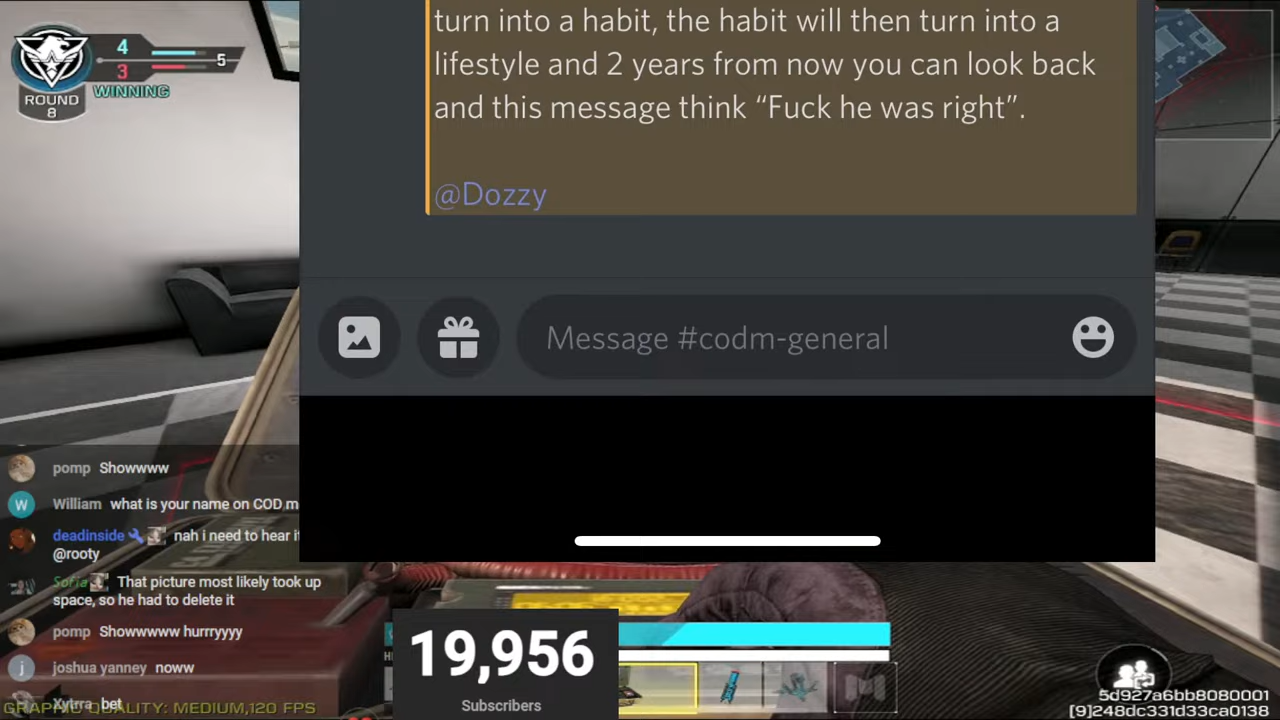 4
3
5
WINNING
ROUND
8
turn into a habit, the habit will then turn into a
lifestyle and 2 years from now you can look back
and this message think “Fuck he was right”.
@Dozzy
Message #codm-general
pomp Showwww
W William what is your name on COD m
deadinside nah i need to hear i
@rooty
Sofia That picture most likely took up
space, so he had to delete it
pomp Showwwww hurrryyyy
j joshua yanney noww
Xytrra bet
GRAPHIC QUALITY: MEDIUM,120 FPS
19,956
Subscribers
5d927a6bb8080001
[9]248dc331d33ca0138